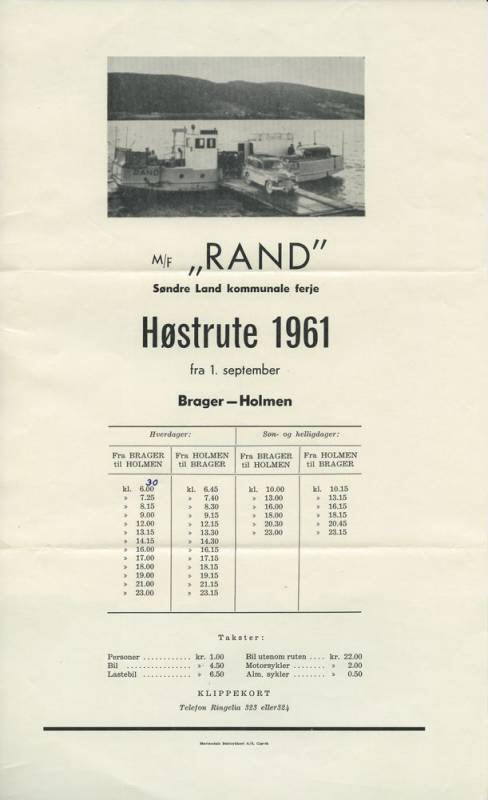 RAND
M/F „RAND”
Søndre Land kommunale ferje
Høstrute 1961
fra 1. september
Brager—Holmen
Hverdager: Søn- og helligdager:
Fra BRAGER til HOLMEN Fra HOLMEN til BRAGER Fra BRAGER til HOLMEN Fra HOLMEN til BRAGER
30
kl. 6.00 kl. 6.45 kl. 10.00 kl. 10.15
» 7.25 » 7.40 » 13.00 » 13.15
» 8.15 » 8.30 » 16.00 » 16.15
» 9.00 » 9.15 » 18.00 » 18.15
» 12.00 » 12.15 » 20.30 » 20.45
» 13.15 » 13.30 » 23.00 » 23.15
» 14.15 » 14.30
» 16.00 » 16.15
» 17.00 » 17.15
» 18.00 » 18.15
» 19.00 » 19.15
» 21.00 » 21.15
» 23.00 » 23.15
Takster:
Personer ............ kr. 1.00 Bil utenom ruten .... kr. 22.00
Bil ................ » 4.50 Motorsykler ........ » 2.00
Lastebil ............ » 6.50 Alm. sykler ........ » 0.50
KLIPPEKORT
Telefon Ringelia 323 eller 324